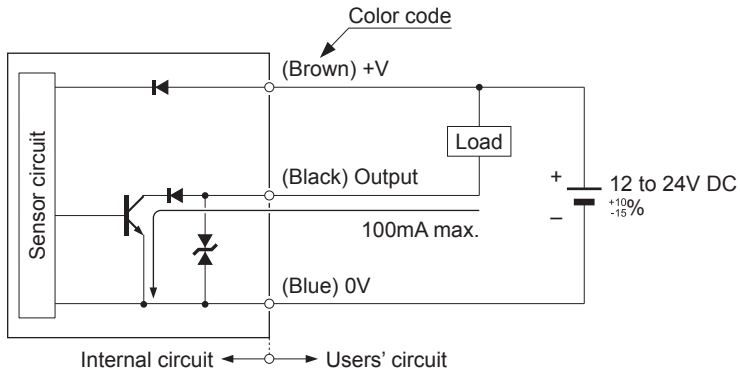 Color code
(Brown) +V
Sensor circuit
Load
(Black) Output
+
12 to 24V DC
+10
-15%
–
100mA max.
(Blue) 0V
Internal circuit
Users' circuit